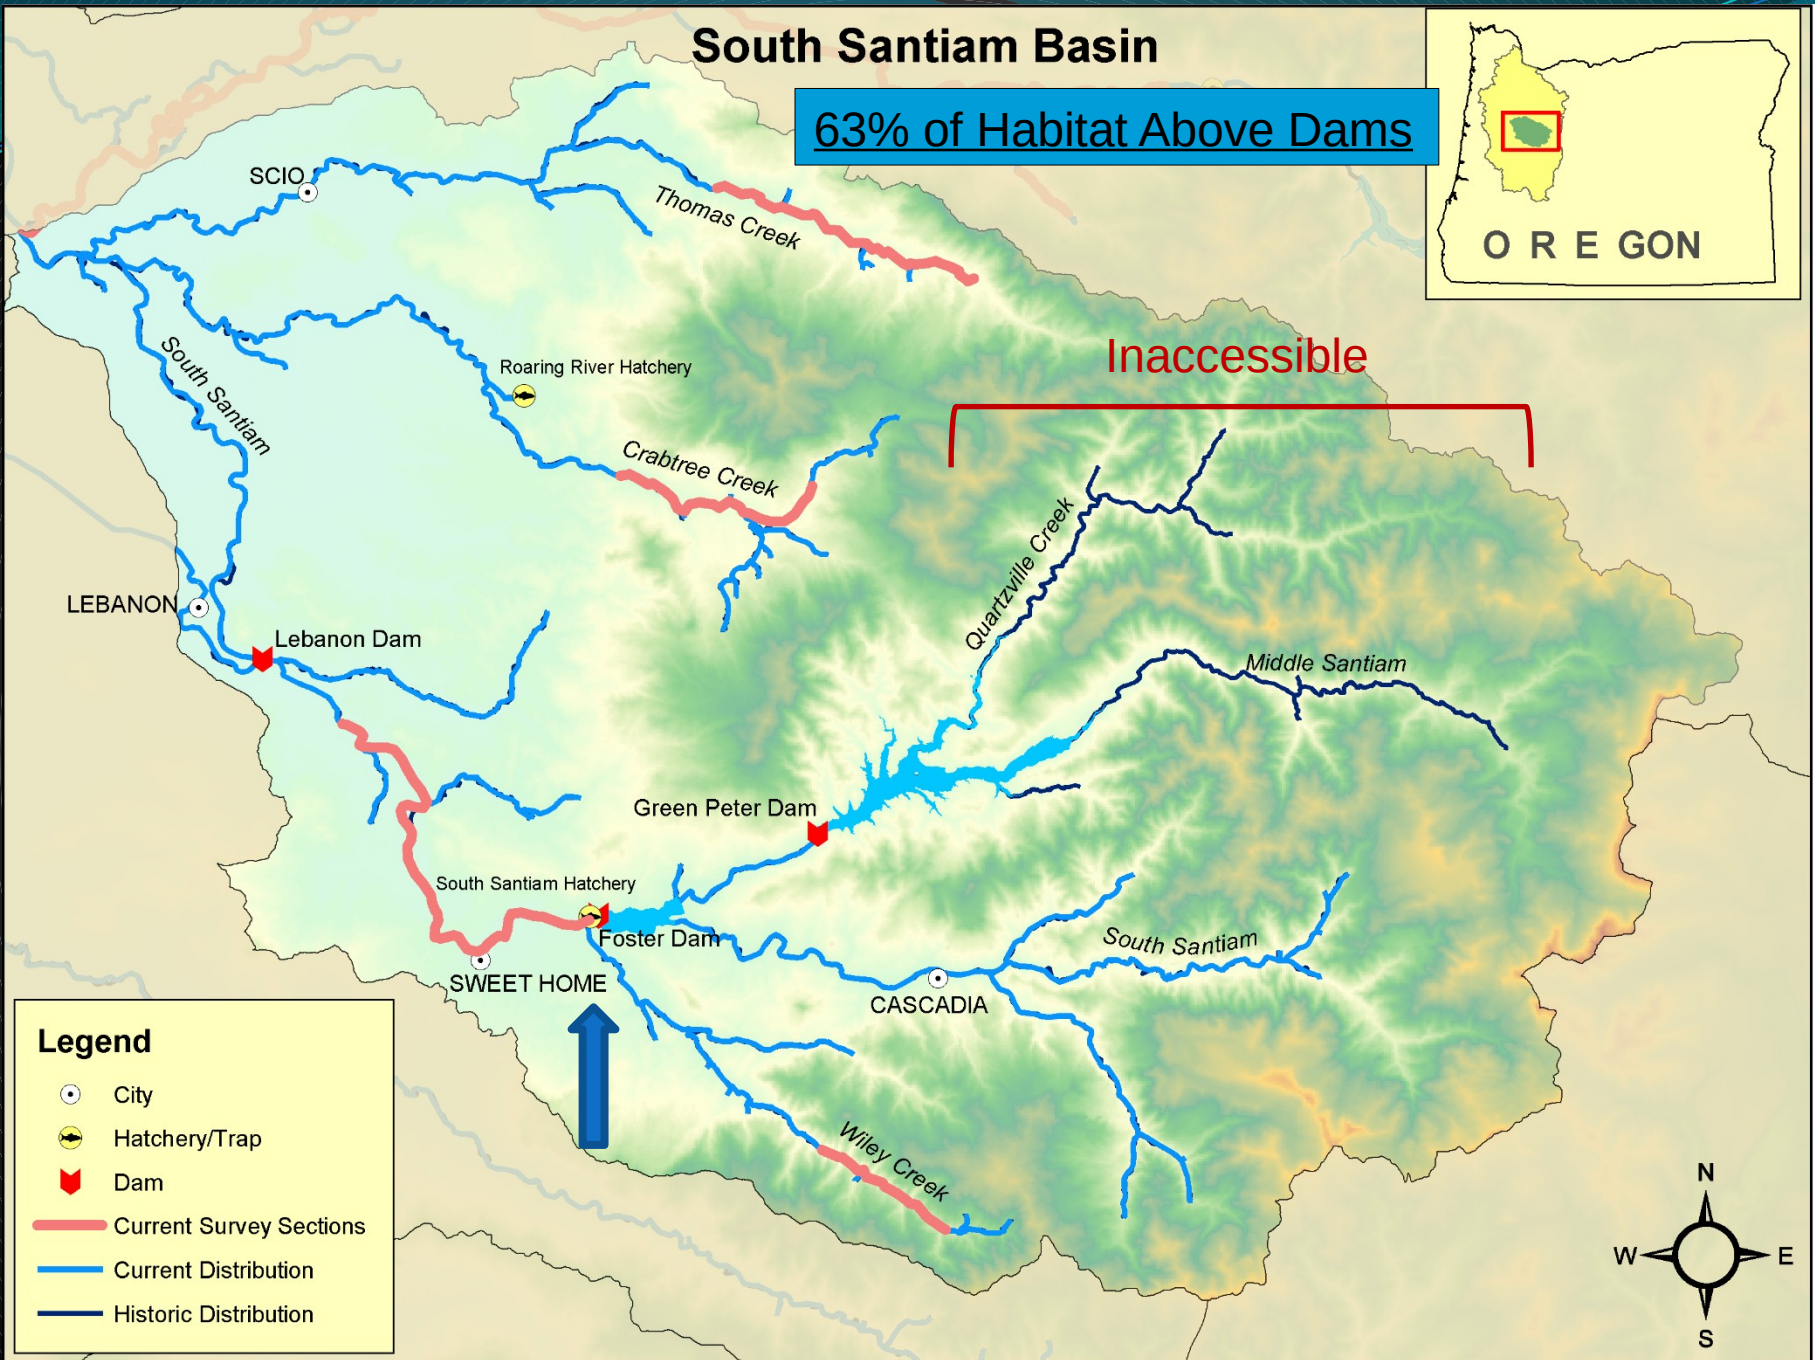 South Santiam Basin
63% of Habitat Above Dams
O R E GON
SCIO
Thomas Creek
South Santiam
Roaring River Hatchery
Inaccessible
Crabtree Creek
Quartzville Creek
LEBANON
Lebanon Dam
Middle Santiam
Green Peter Dam
South Santiam Hatchery
Foster Dam
South Santiam
SWEET HOME
CASCADIA
Wiley Creek
Legend
City
Hatchery/Trap
Dam
Current Survey Sections
Current Distribution
Historic Distribution
N
W
E
S